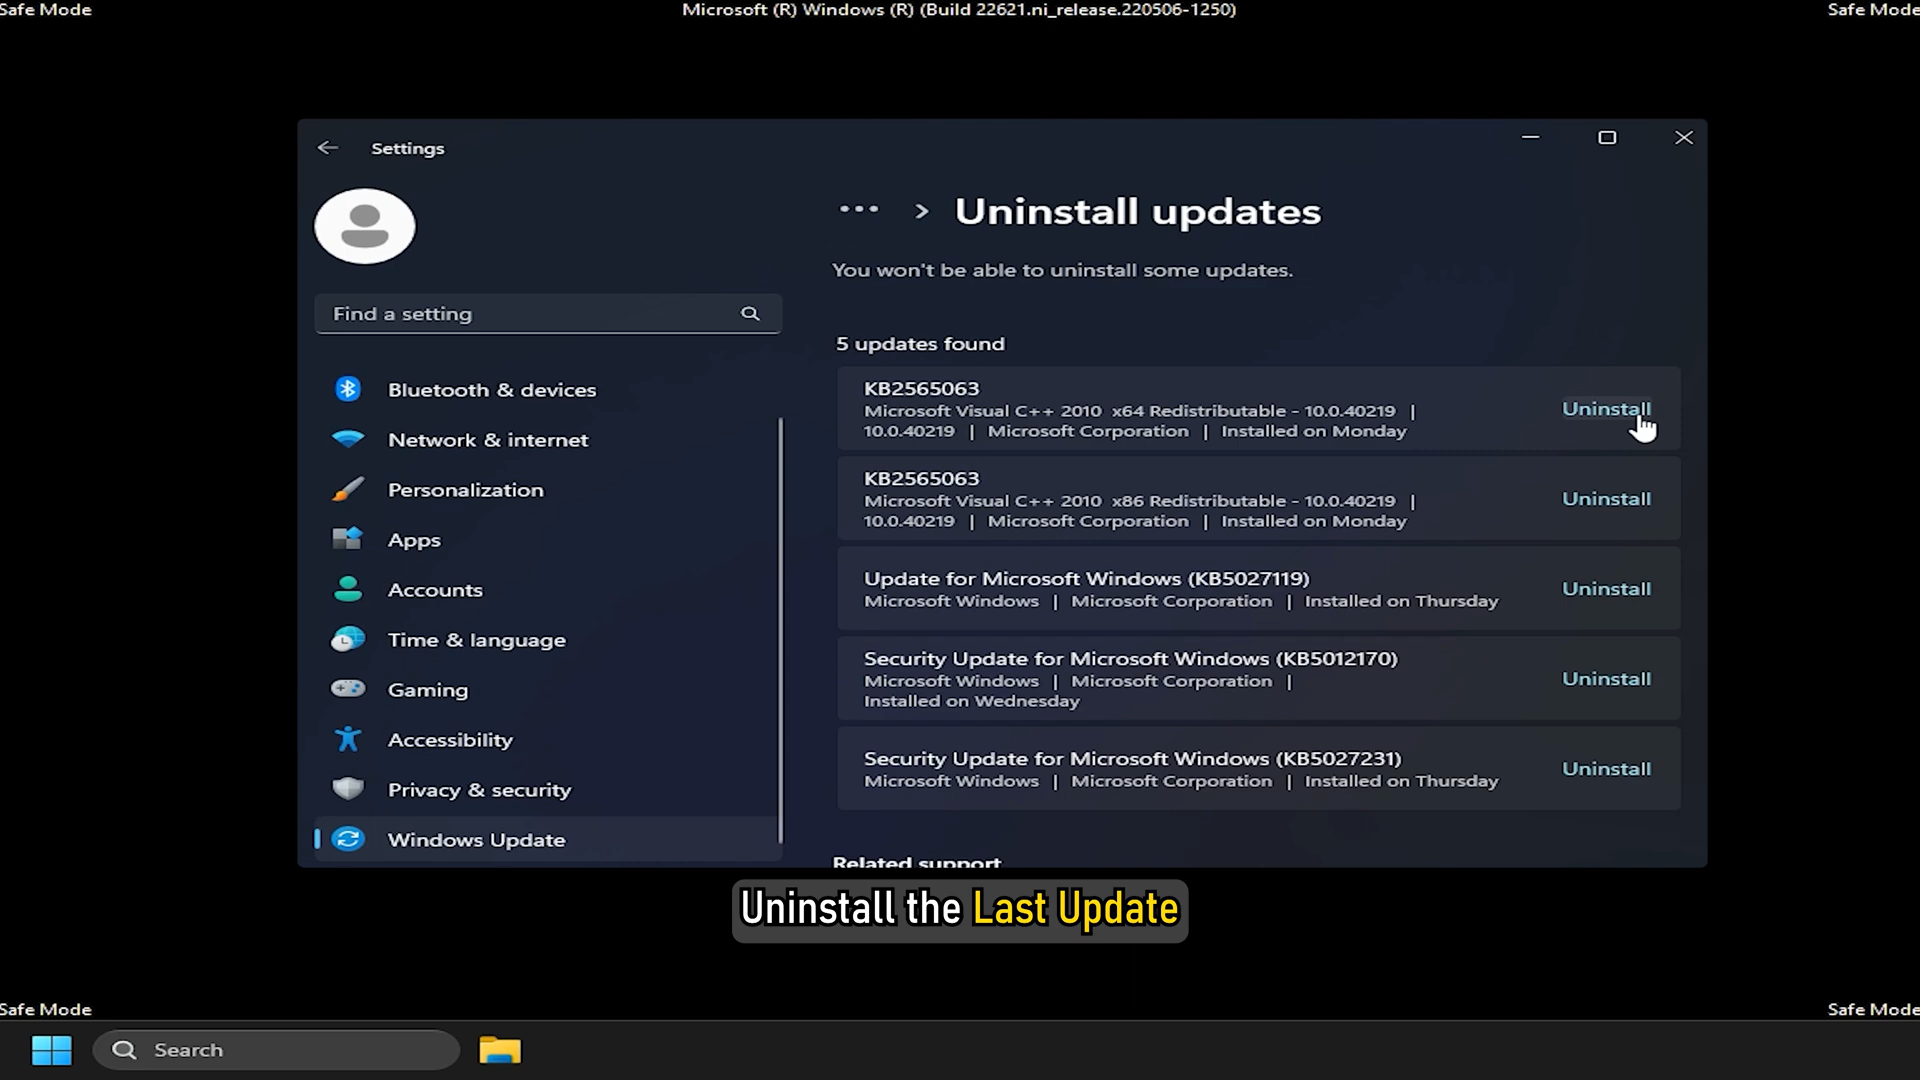 Safe Mode
Microsoft (R) Windows (R) (Build 22621.ni_release.220506-1250)
Safe Mode
Settings
Find a setting
Bluetooth & devices
Network & internet
Personalization
Apps
Accounts
Time & language
Gaming
Accessibility
Privacy & security
Windows Update
Uninstall updates
You won't be able to uninstall some updates.
5 updates found
KB2565063
Microsoft Visual C++ 2010 x64 Redistributable - 10.0.40219 |
10.0.40219 | Microsoft Corporation | Installed on Monday
Uninstall
KB2565063
Microsoft Visual C++ 2010 x86 Redistributable - 10.0.40219 |
10.0.40219 | Microsoft Corporation | Installed on Monday
Uninstall
Update for Microsoft Windows (KB5027119)
Microsoft Windows | Microsoft Corporation | Installed on Thursday
Uninstall
Security Update for Microsoft Windows (KB5012170)
Microsoft Windows | Microsoft Corporation |
Installed on Wednesday
Uninstall
Security Update for Microsoft Windows (KB5027231)
Microsoft Windows | Microsoft Corporation | Installed on Thursday
Uninstall
Related support
Uninstall the Last Update
Safe Mode
Safe Mode
Search